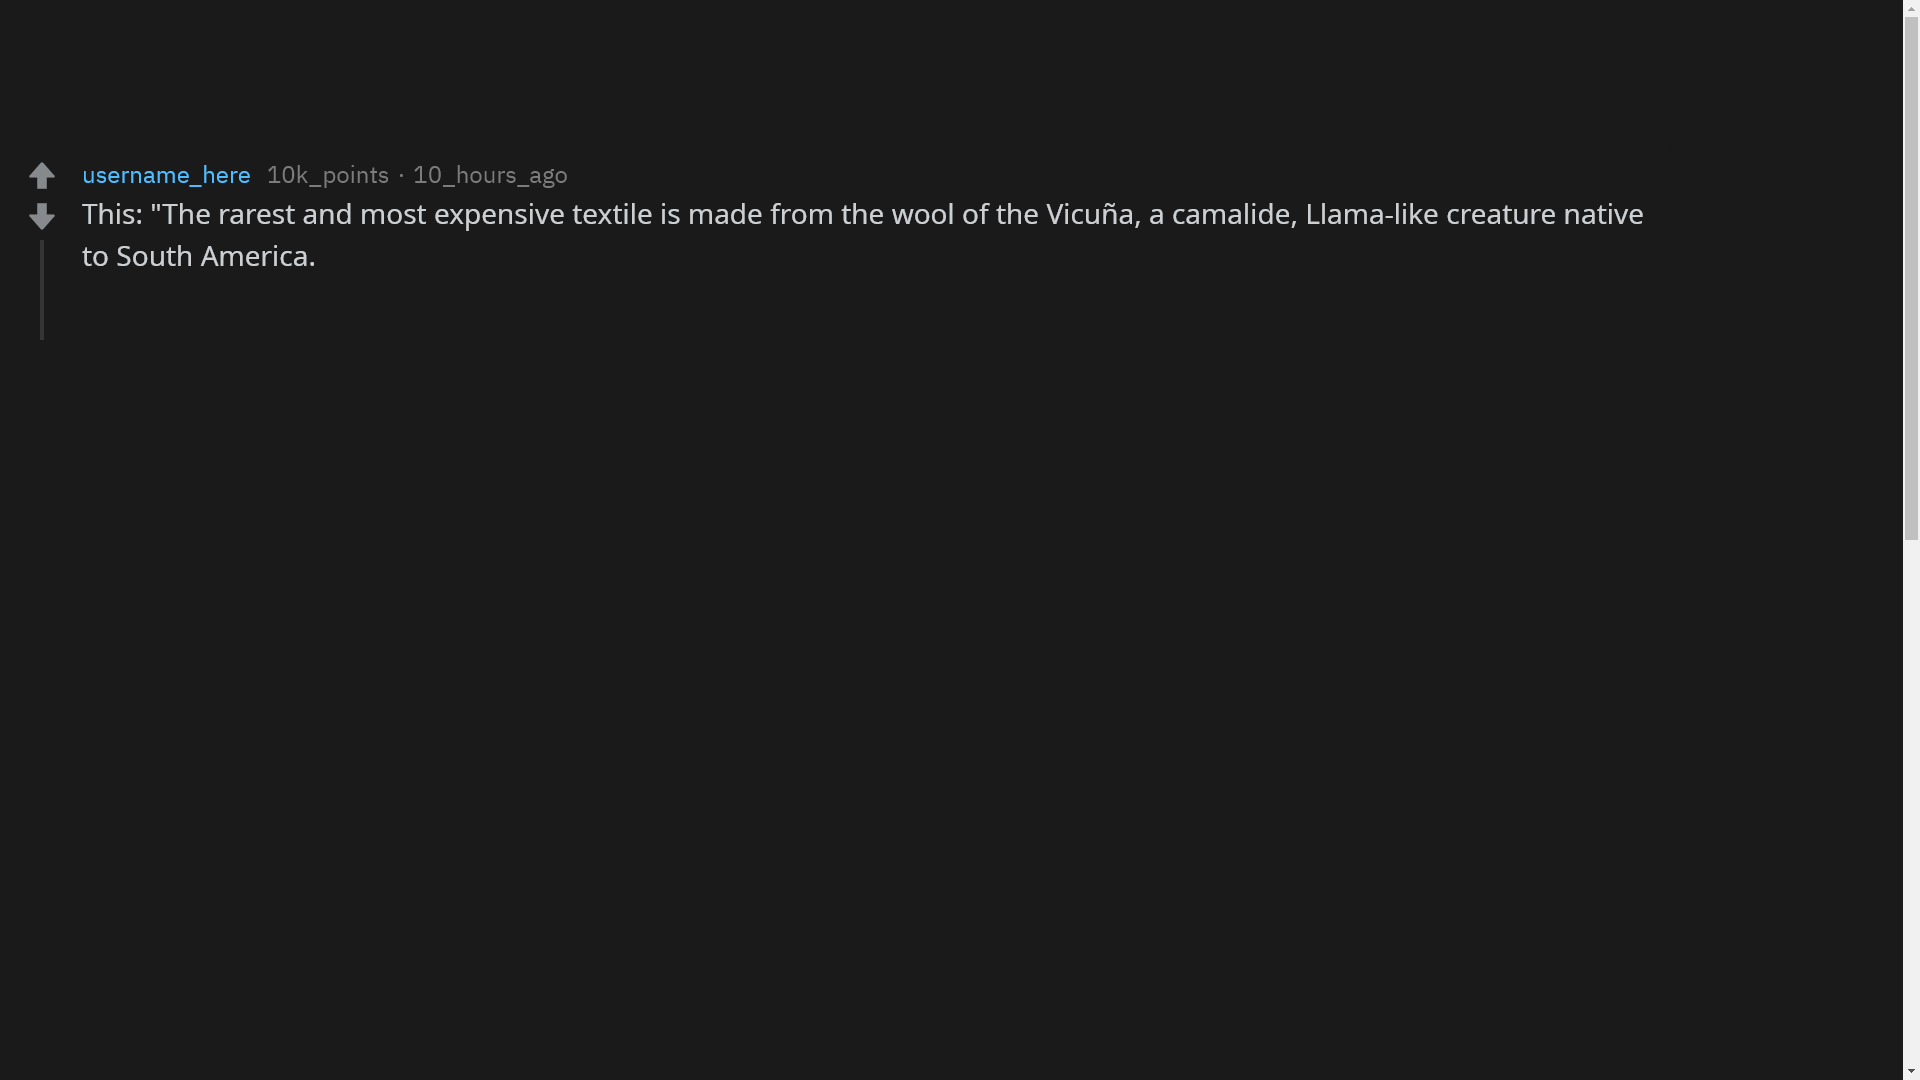 username_here 10k_points · 10_hours_ago
This: "The rarest and most expensive textile is made from the wool of the Vicuña, a camalide, Llama-like creature native
to South America.